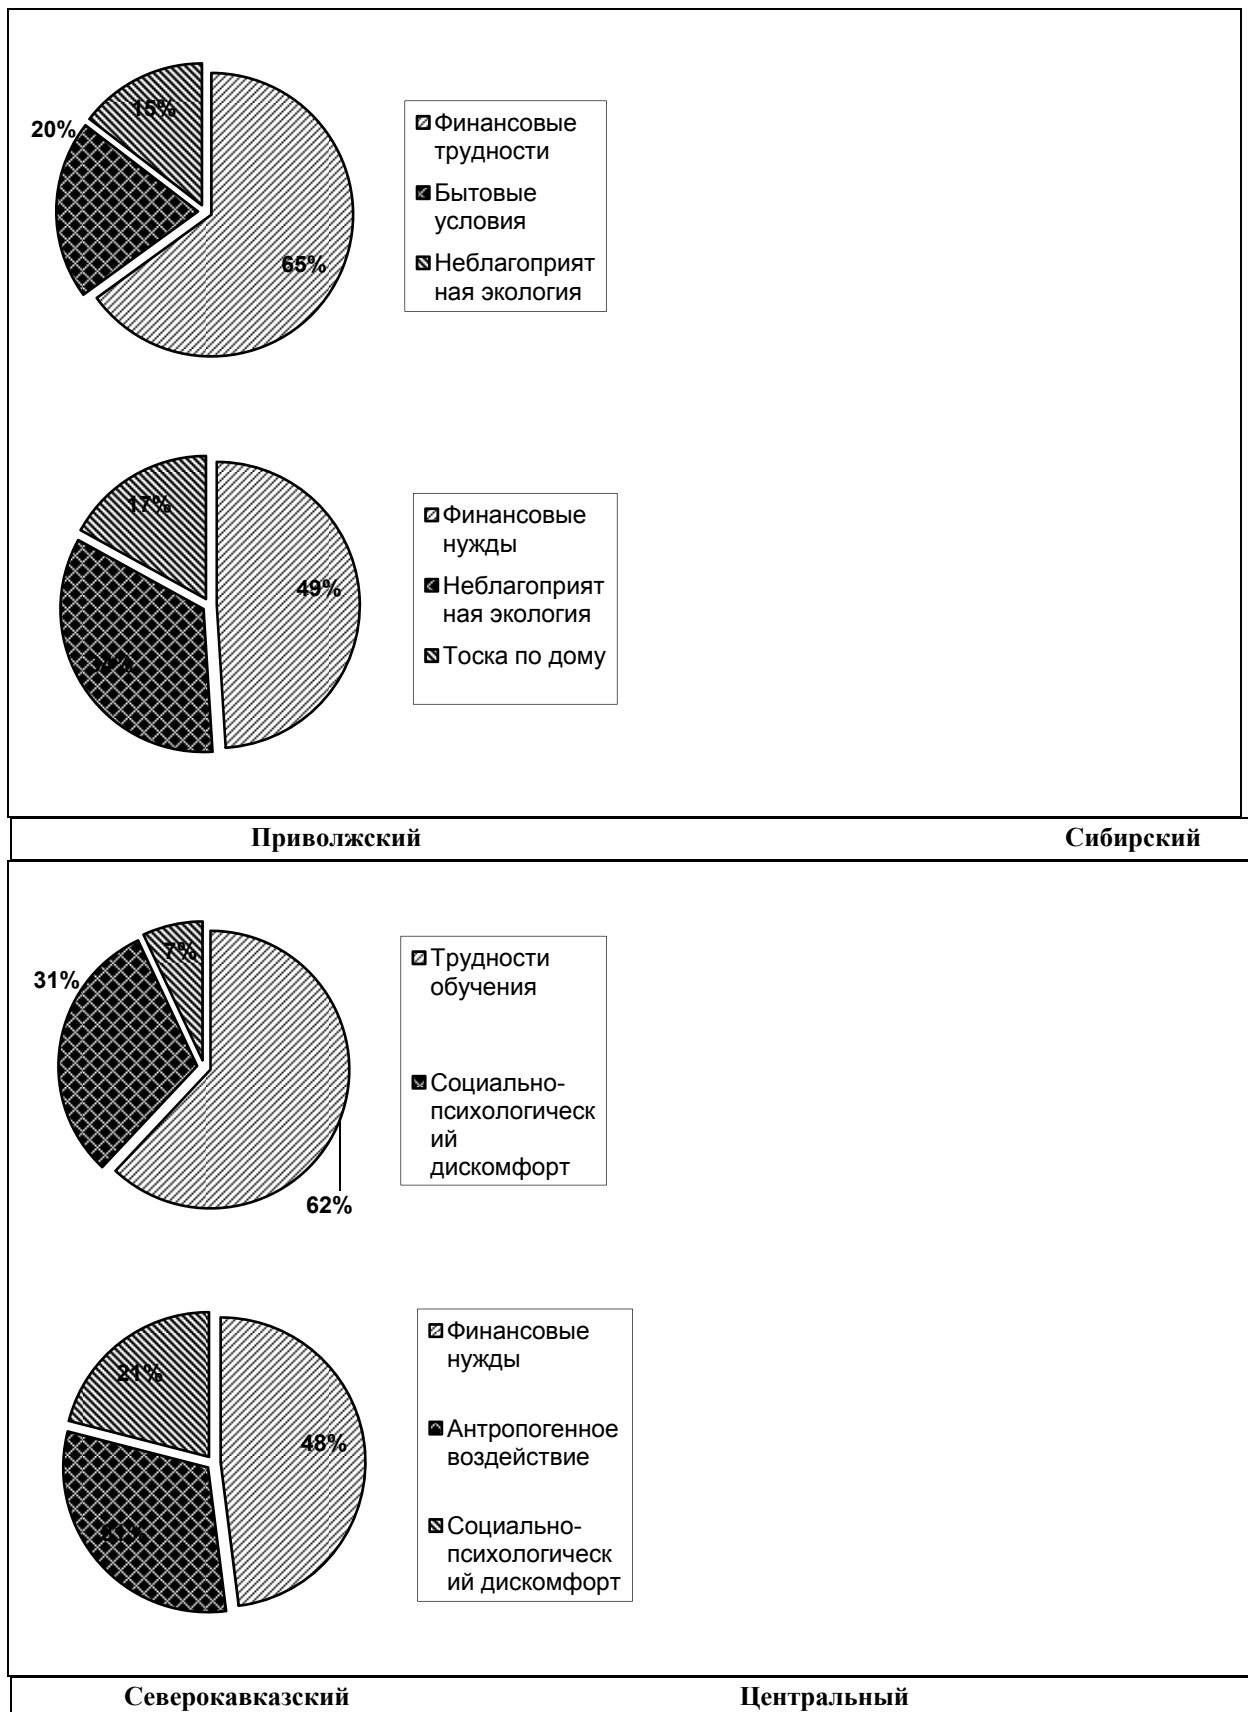 15%
20%
65%
Финансовые
трудности
Бытовые
условия
Неблагоприят
ная экология
17%
49%
Финансовые
нужды
Неблагоприят
ная экология
Тоска по дому
Приволжский
Сибирский
7%
31%
62%
Трудности
обучения
Социально-
психологическ
ий
дискомфорт
21%
48%
Финансовые
нужды
Антропогенное
воздействие
Социально-
психологическ
ий дискомфорт
Северокавказский
Центральный